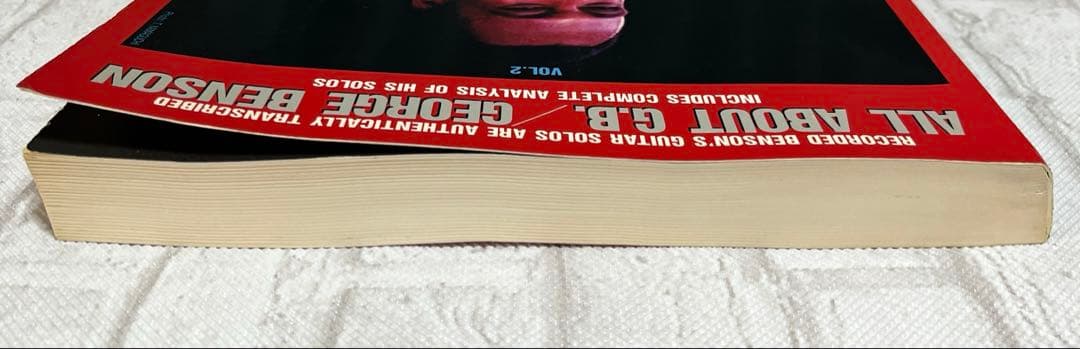 RECORDED BENSON'S GUITAR SOLOS ARE AUTHENTICALLY TRANSCRIBED
ALL ABOUT G.B. / GEORGE BENSON
INCLUDES COMPLETE ANALYSIS OF HIS SOLOS
VOL.2